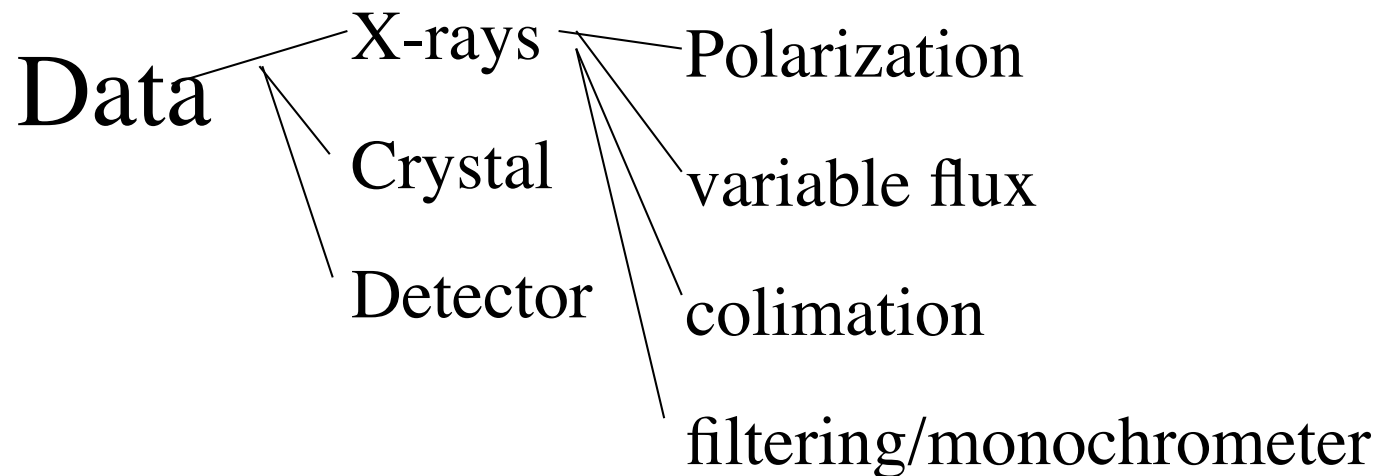 Data
X-rays
Crystal
Detector
Polarization
variable flux
colimation
filtering/monochrometer